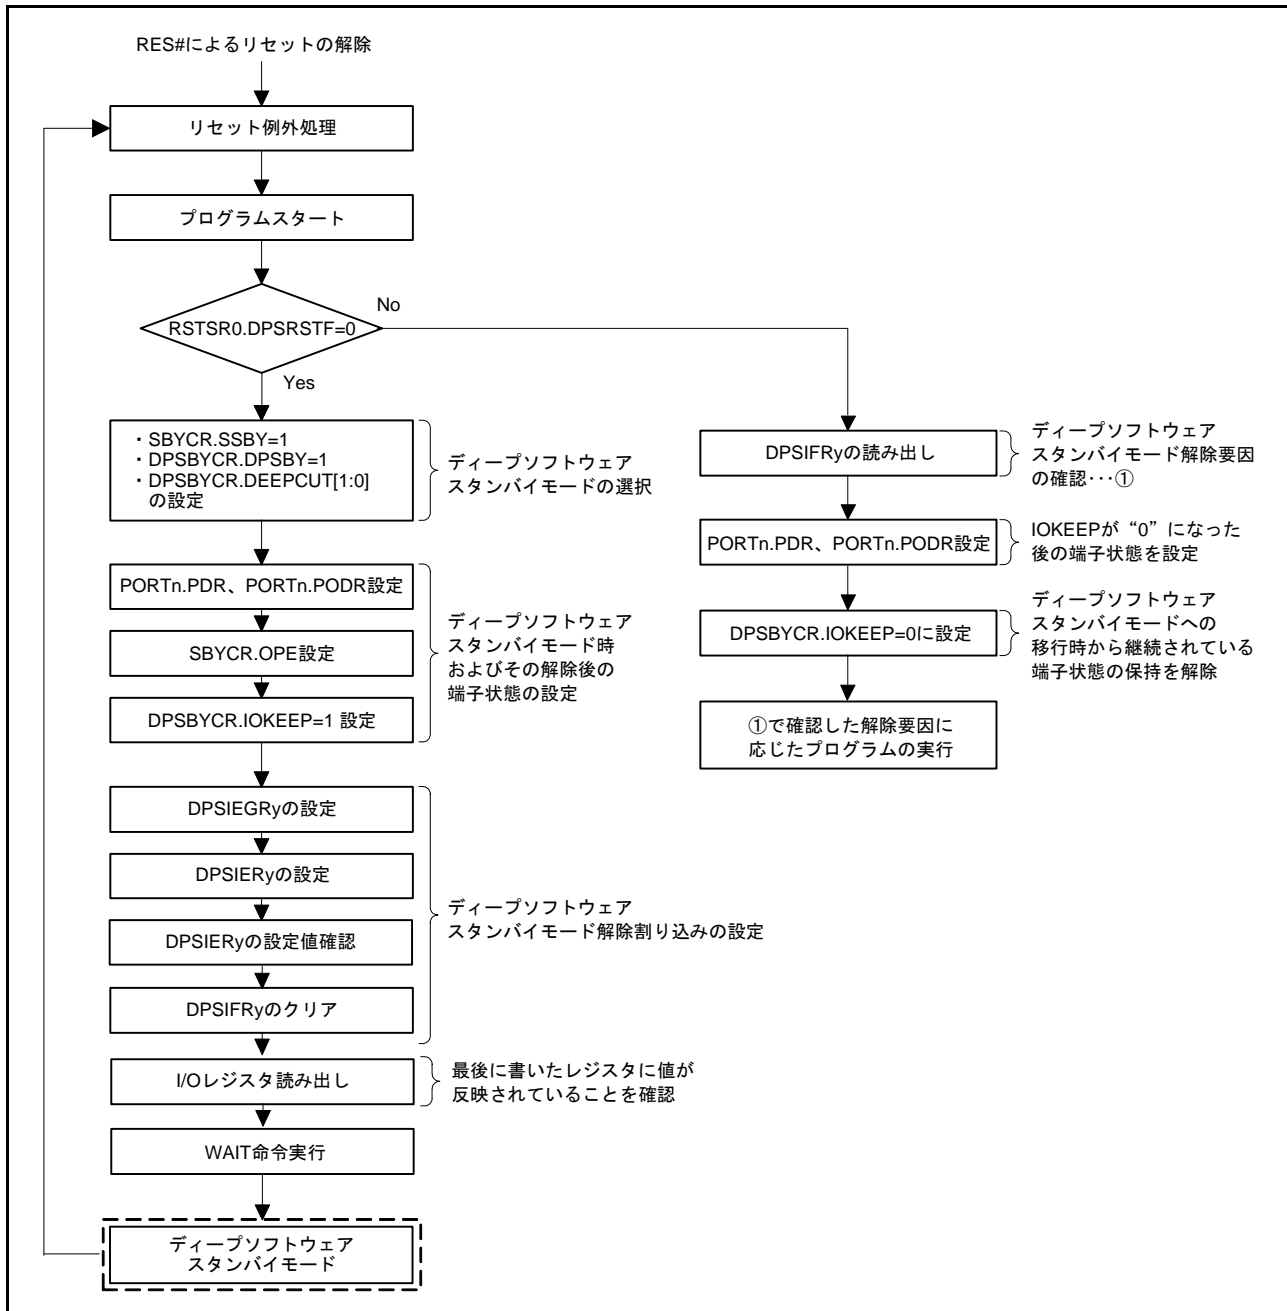 RES#によるリセットの解除
リセット例外処理
プログラムスタート
RSTSR0.DPSRSTF=0
No
Yes
・SBYCR.SSBY=1
・DPSBYCR.DPSBY=1
・DPSBYCR.DEEPCUT[1:0]
の設定
ディープソフトウェア
スタンバイモードの選択
PORTn.PDR、PORTn.PODR設定
SBYCR.OPE設定
DPSBYCR.IOKEEP=1 設定
ディープソフトウェア
スタンバイモード時
およびその解除後の
端子状態の設定
DPSIEGRyの設定
DPSIERyの設定
DPSIERyの設定値確認
DPSIFRyのクリア
ディープソフトウェア
スタンバイモード解除割り込みの設定
I/Oレジスタ読み出し
最後に書いたレジスタに値が
反映されていることを確認
WAIT命令実行
ディープソフトウェア
スタンバイモード
DPSIFRyの読み出し
ディープソフトウェア
スタンバイモード解除要因
の確認･･･①
PORTn.PDR、PORTn.PODR設定
IOKEEPが“0”になった
後の端子状態を設定
DPSBYCR.IOKEEP=0に設定
ディープソフトウェア
スタンバイモードへの
移行時から継続されている
端子状態の保持を解除
①で確認した解除要因に
応じたプログラムの実行